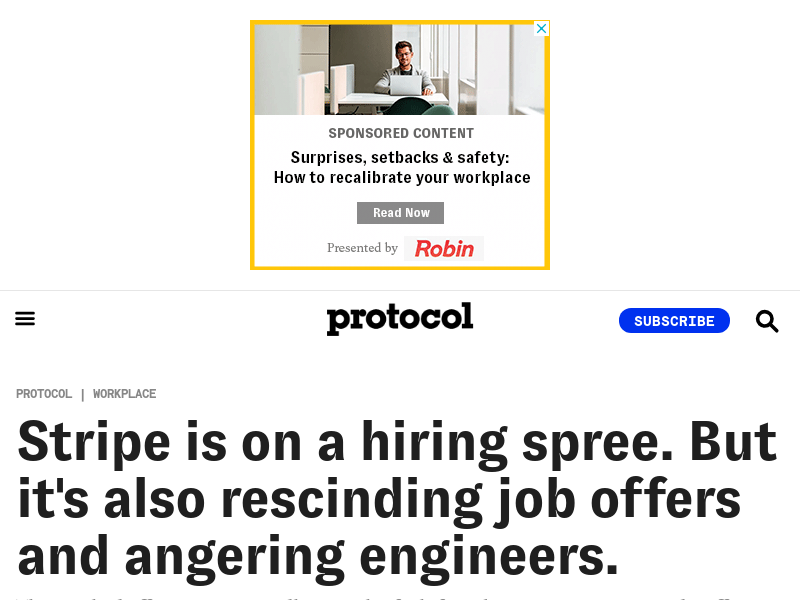 SPONSORED CONTENT
Surprises, setbacks & safety:
How to recalibrate your workplace
Read Now
Presented by Robin
protocol
SUBSCRIBE
PROTOCOL | WORKPLACE
Stripe is on a hiring spree. But
it's also rescinding job offers
and angering engineers.